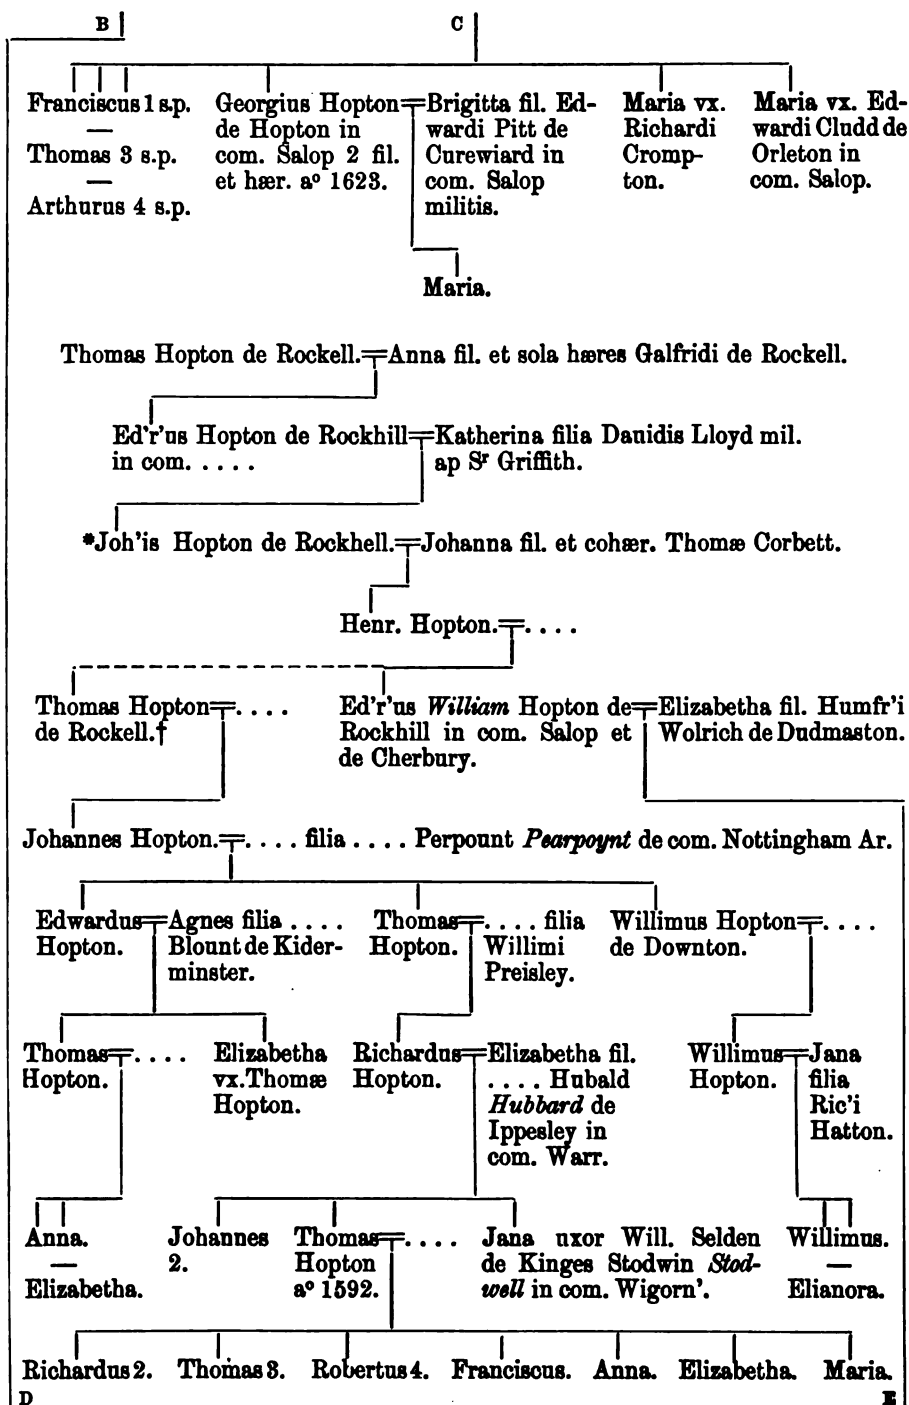 B C
Franciscus 1 s.p.
—
Thomas 3 s.p.
—
Arthurus 4 s.p.
Georgius Hopton
de Hopton in
com. Salop 2 fil.
et hær. aº 1623.
Brigitta fil. Ed-
wardi Pitt de
Curewiard in
com. Salop
militis.
Maria vx.
Richardi
Cromp-
ton.
Maria vx. Ed-
wardi Cludd de
Orleton in
com. Salop.
Maria.
Thomas Hopton de Rockell.=Anna fil. et sola hæres Galfridi de Rockell.
Ed'r'us Hopton de Rockhill
in com. . . . .
Katherina filia Dauidis Lloyd mil.
ap Sr Griffith.
*Joh'is Hopton de Rockhell.=Johanna fil. et cohær. Thomæ Corbett.
Henr. Hopton.=. . . .
Thomas Hopton=. . . .
de Rockell.†
Ed'r'us William Hopton de
Rockhill in com. Salop et
de Cherbury.
Elizabetha fil. Humfr'i
Wolrich de Dudmaston.
Johannes Hopton.=. . . . filia . . . . Perpount Pearpoynt de com. Nottingham Ar.
Edwardus
Hopton.
Agnes filia . . . .
Blount de Kider-
minster.
Thomas
Hopton.
. . . . filia
Willimi
Preisley.
Willimus Hopton=. . . .
de Downton.
Thomas=. . . .
Hopton.
Elizabetha
vx. Thomæ
Hopton.
Richardus
Hopton.
Elizabetha fil.
. . . . Hubald
Hubbard de
Ippesley in
com. Warr.
Willimus
Hopton.
Jana
filia
Ric'i
Hatton.
Anna.
—
Elizabetha.
Johannes
2.
Thomas=. . . .
Hopton
aº 1592.
Jana uxor Will. Selden
de Kinges Stodwin Stod-
well in com. Wigorn'.
Willimus.
—
Elianora.
Richardus 2. Thomas 3. Robertus 4. Franciscus. Anna. Elizabetha. Maria.
D E